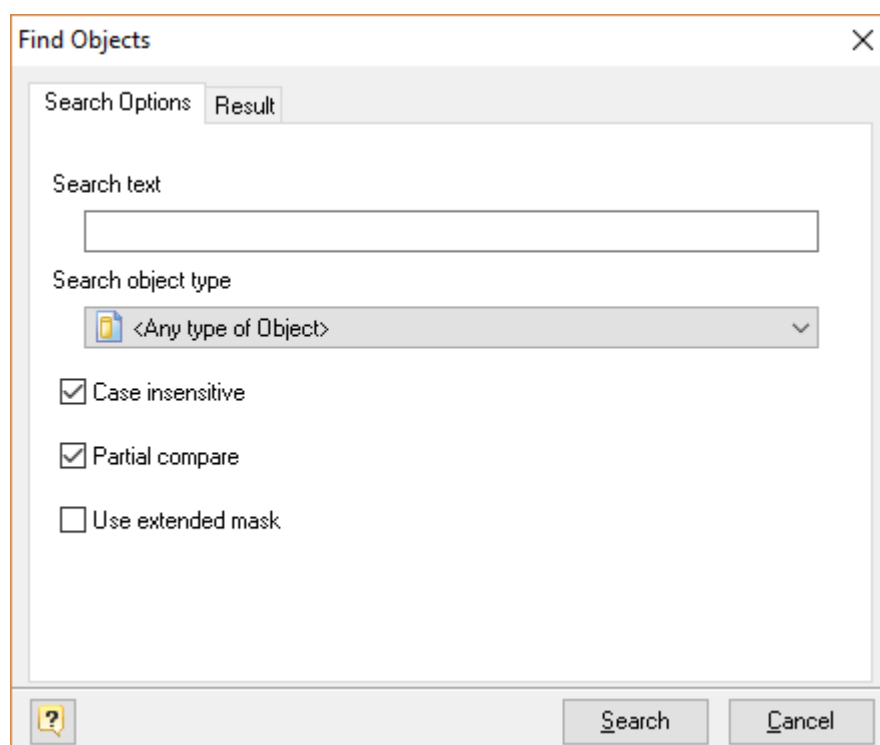 Find Objects
Search Options
Result
Search text
Search object type
<Any type of Object>
Case insensitive
Partial compare
Use extended mask
?
Search
Cancel